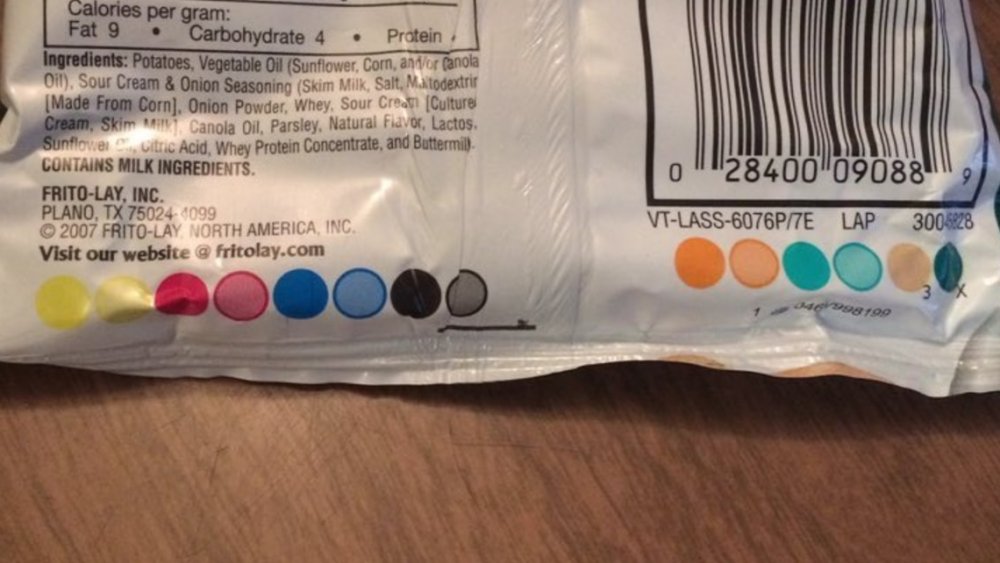 Calories per gram:
Fat 9 • Carbohydrate 4 • Protein
Ingredients: Potatoes, Vegetable Oil (Sunflower, Corn, and/or Canola
Oil), Sour Cream & Onion Seasoning (Skim Milk, Salt, Maltodextrin
[Made From Corn], Onion Powder, Whey, Sour Cream [Culture
Cream, Skim Milk], Canola Oil, Parsley, Natural Flavor, Lactos,
Sunflower Citric Acid, Whey Protein Concentrate, and Buttermil).
CONTAINS MILK INGREDIENTS.
FRITO-LAY, INC.
PLANO, TX 75024-4099
© 2007 FRITO-LAY, NORTH AMERICA, INC.
Visit our website @ fritolay.com
0 28400 09088 9
VT-LASS-6076P/7E LAP
3 X